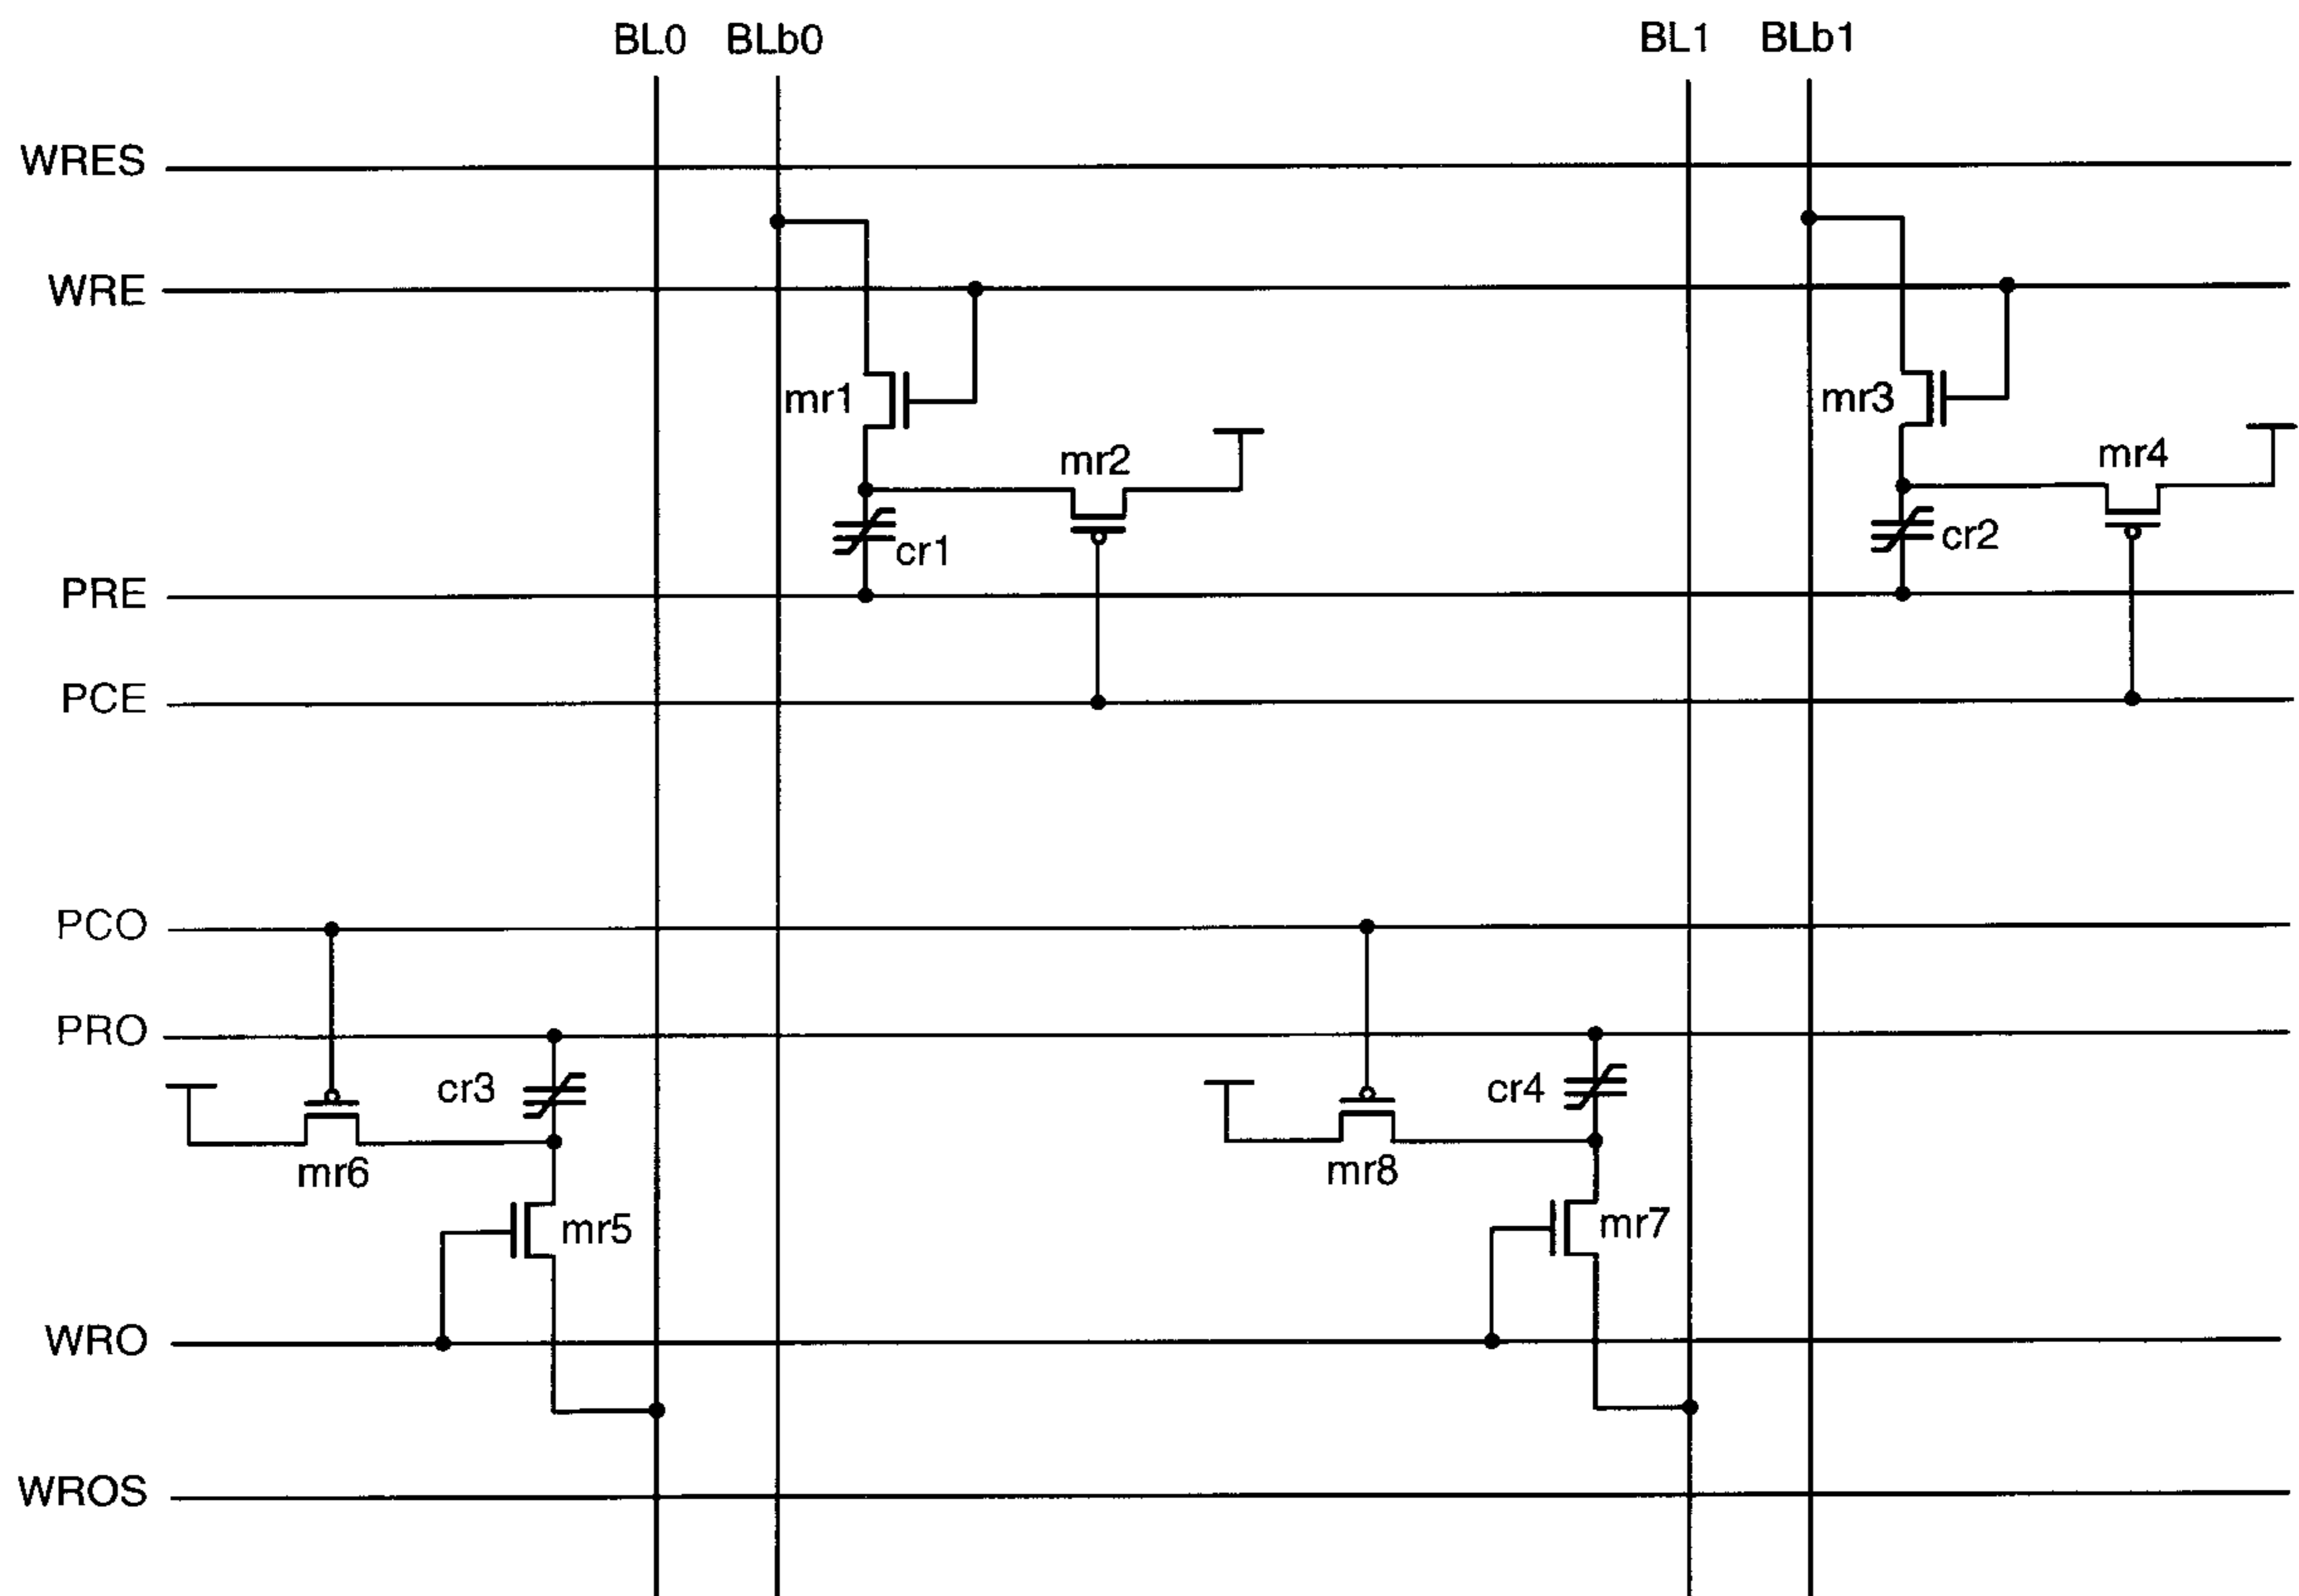 BL0 BLb0 BL1 BLb1
WRES
WRE
mr1 mr3
mr2 mr4
cr1 cr2
PRE
PCE
PCO
PRO
cr3 cr4
mr6 mr8
mr5 mr7
WRO
WROS